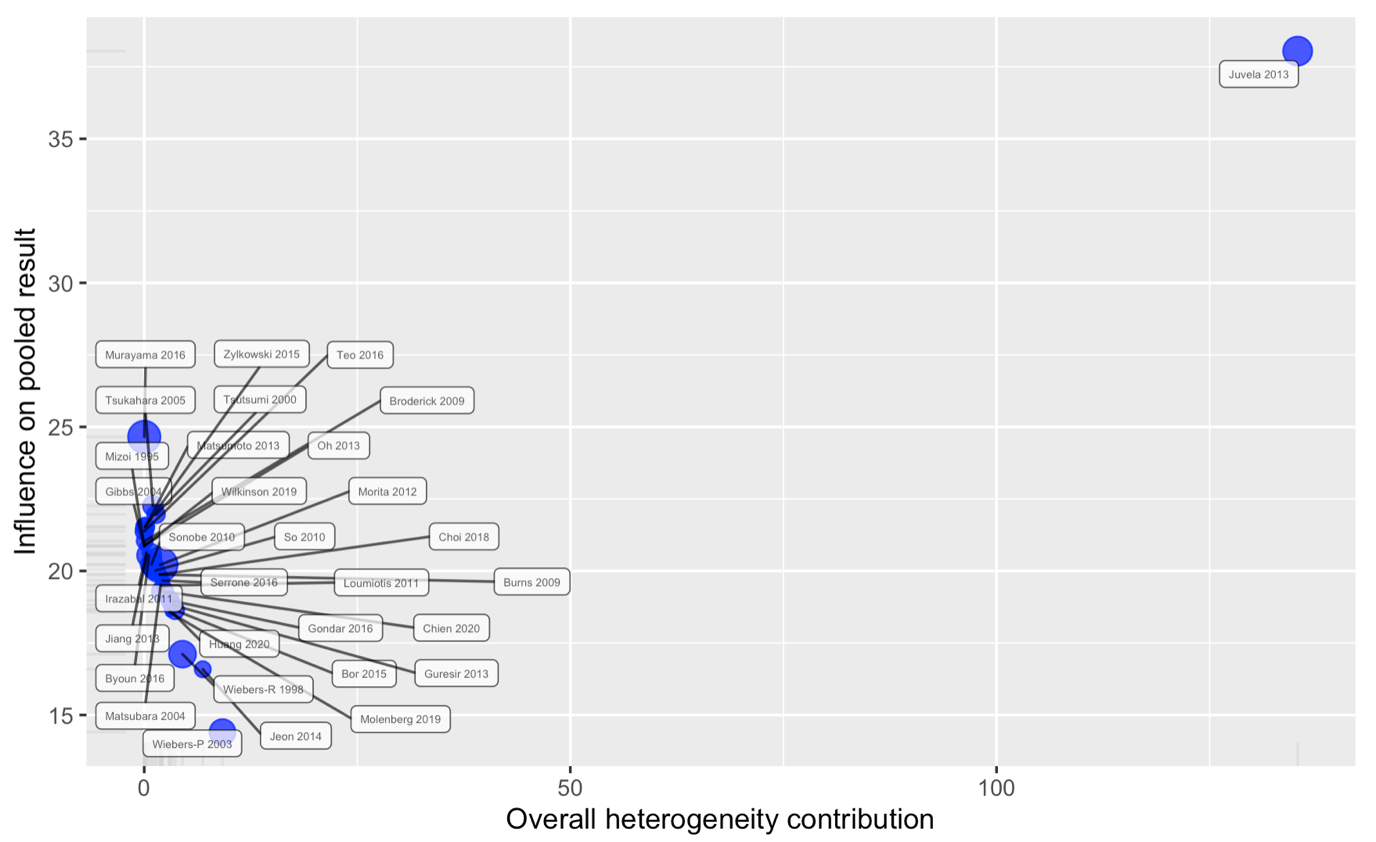 Influence on pooled result
35
30
25
20
15
Juvela 2013
Murayama 2016
Zylkowski 2015
Teo 2016
Tsukahara 2005
Tsutsumi 2000
Broderick 2009
Matsumoto 2013
Oh 2013
Mizoi 1995
Gibbs 2004
Wilkinson 2019
Morita 2012
Sonobe 2010
So 2010
Choi 2018
Serrone 2016
Loumiotis 2011
Burns 2009
Irazabal 2011
Gondar 2016
Chien 2020
Jiang 2013
Huang 2020
Bor 2015
Guresir 2013
Byoun 2016
Wiebers-R 1998
Matsubara 2004
Molenberg 2019
Jeon 2014
Wiebers-P 2003
0
50
100
Overall heterogeneity contribution